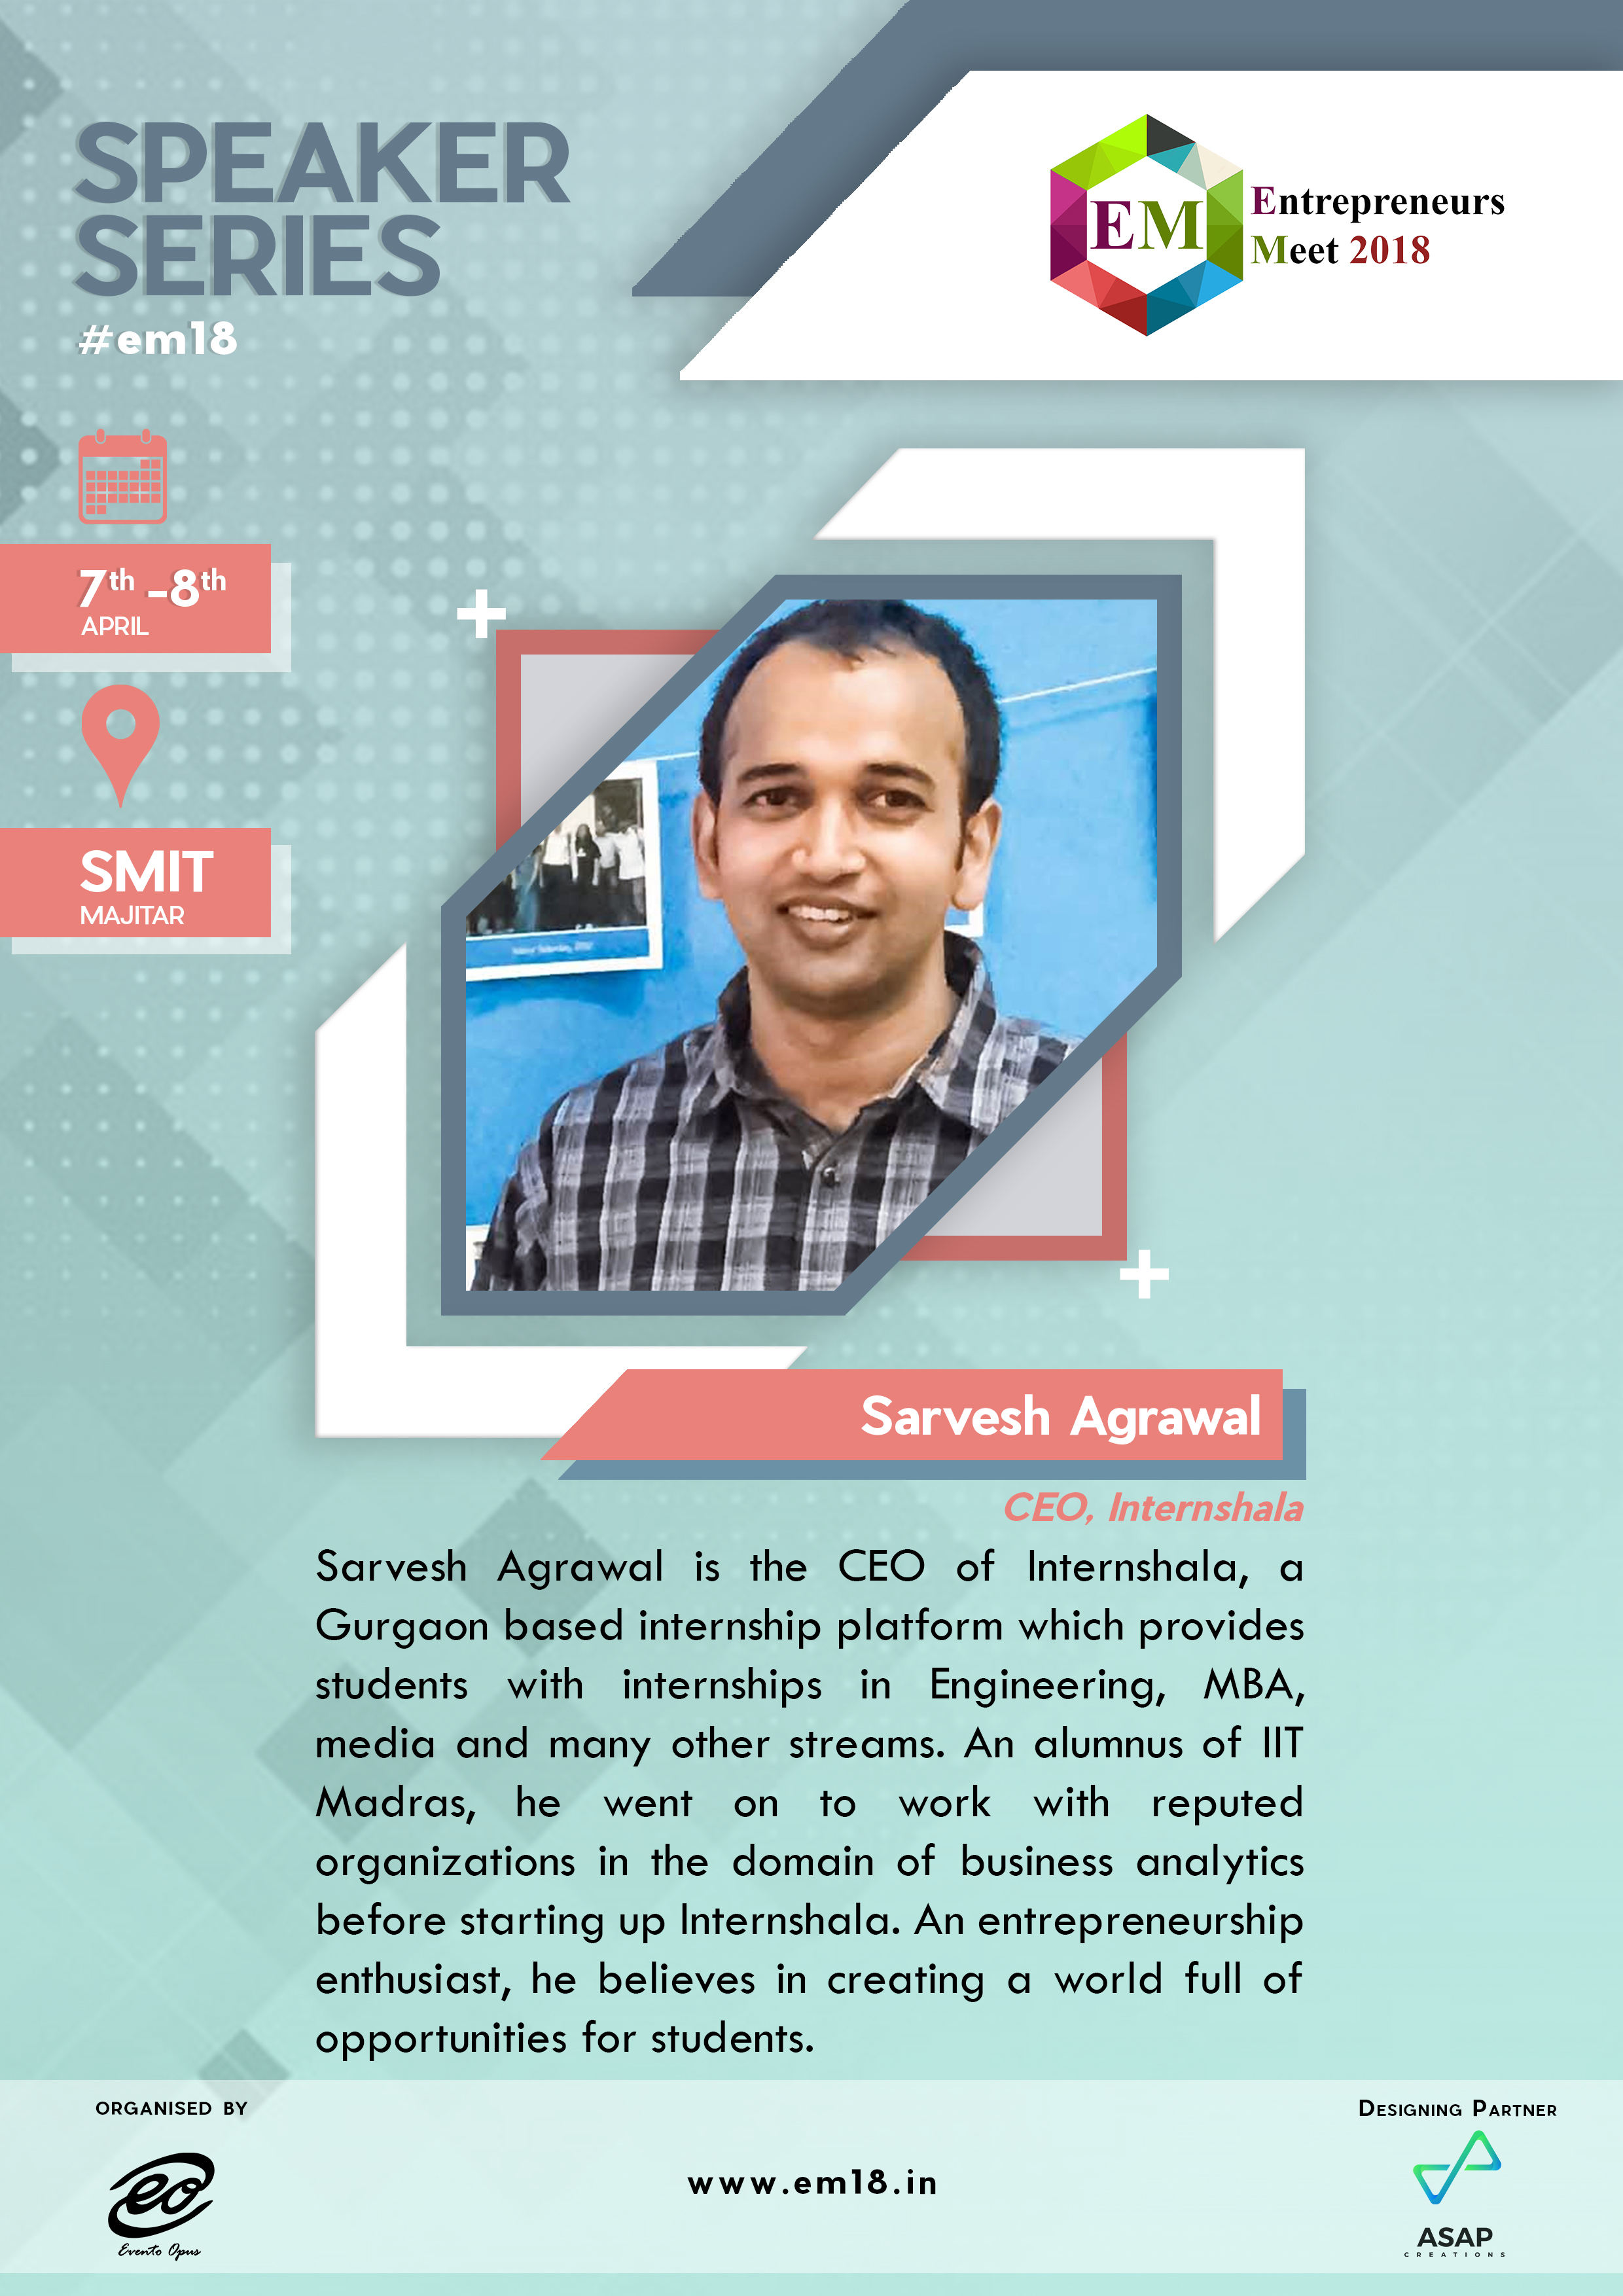 SPEAKER
SERIES
#em18
EM
Entrepreneurs
Meet 2018
7th -8th
APRIL
SMIT
MAJITAR
Sarvesh Agrawal
CEO, Internshala
Sarvesh Agrawal is the CEO of Internshala, a
Gurgaon based internship platform which provides
students with internships in Engineering, MBA,
media and many other streams. An alumnus of IIT
Madras, he went on to work with reputed
organizations in the domain of business analytics
before starting up Internshala. An entrepreneurship
enthusiast, he believes in creating a world full of
opportunities for students.
ORGANISED BY
eo
Evento Opus
www.em18.in
DESIGNING PARTNER
ASAP
CREATIONS